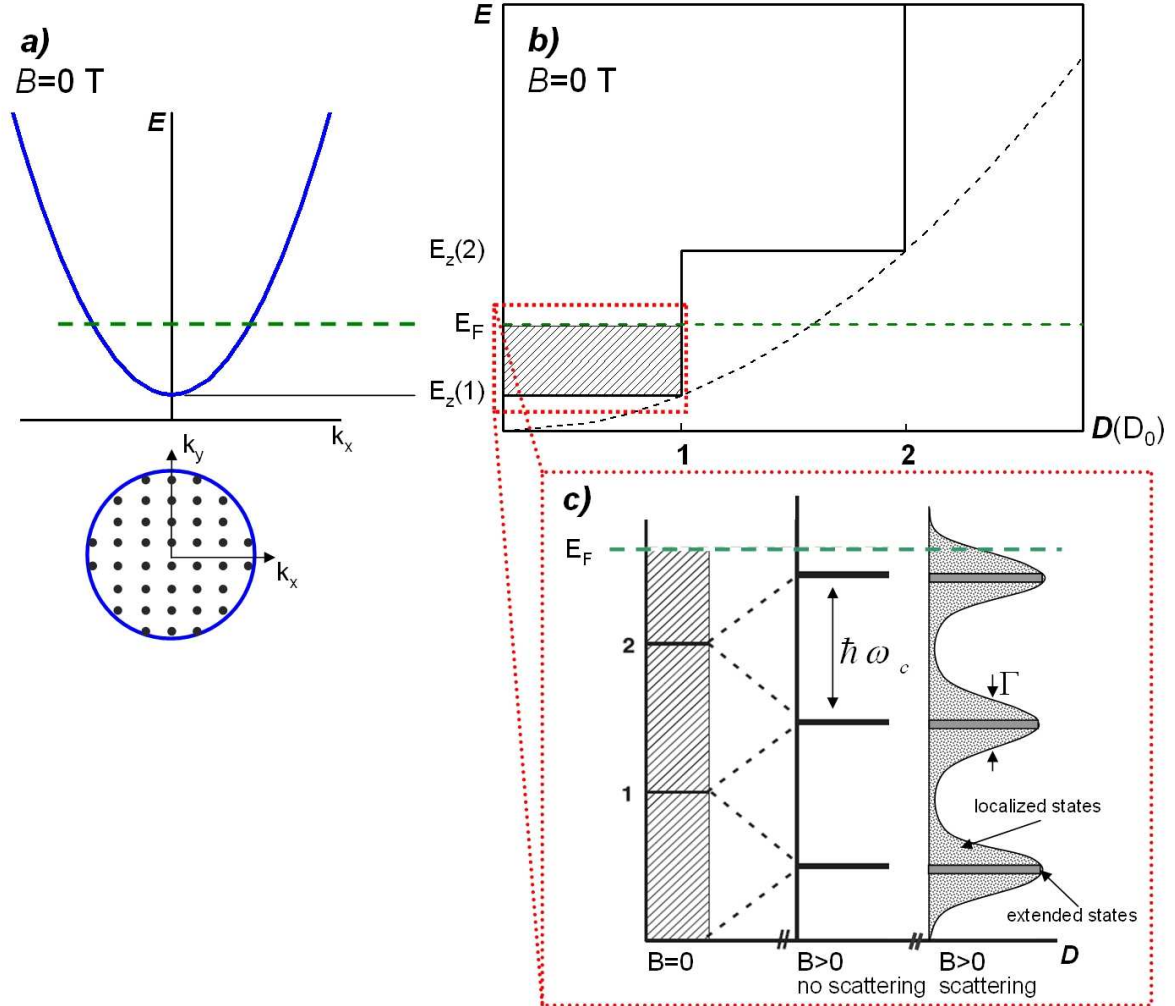 a)
B=0 T
E
k_x
k_y
k_x
b)
B=0 T
E
E_z(2)
E_F
E_z(1)
D(D_0)
1
2
c)
E_F
2
1
ħω_c
Γ
localized states
extended states
B=0
B>0
no scattering
B>0
scattering
D